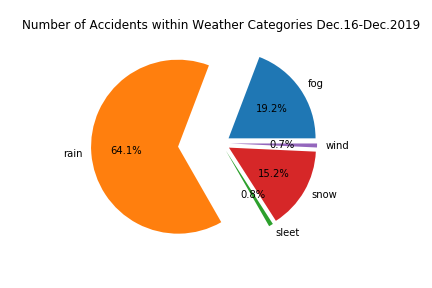 Number of Accidents within Weather Categories Dec.16-Dec.2019
fog
19.2%
rain
64.1%
0.7%
wind
15.2%
snow
0.8%
sleet